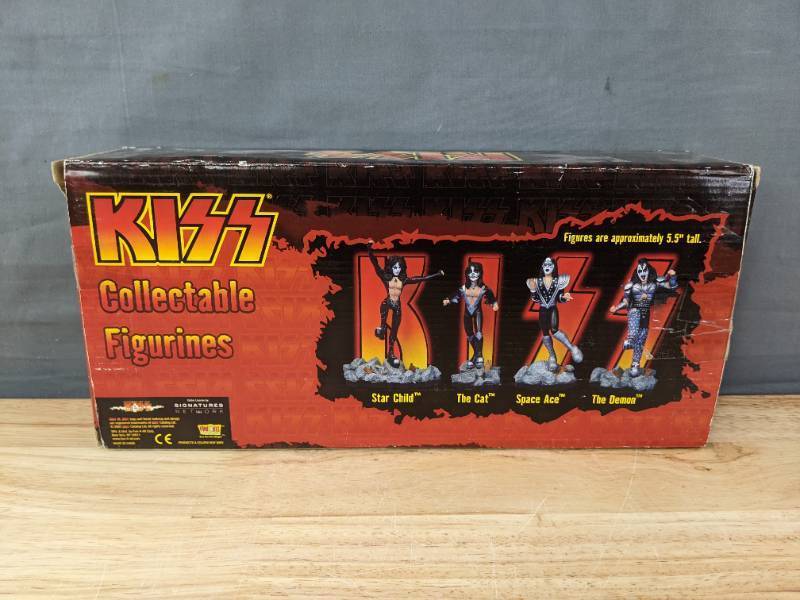 KISS®
Collectable
Figurines
Figures are approximately 5.5" tall.
KISS
Star Child™
The Cat™
Space Ace™
The Demon™
SIGNATURES
NETWORK
CE